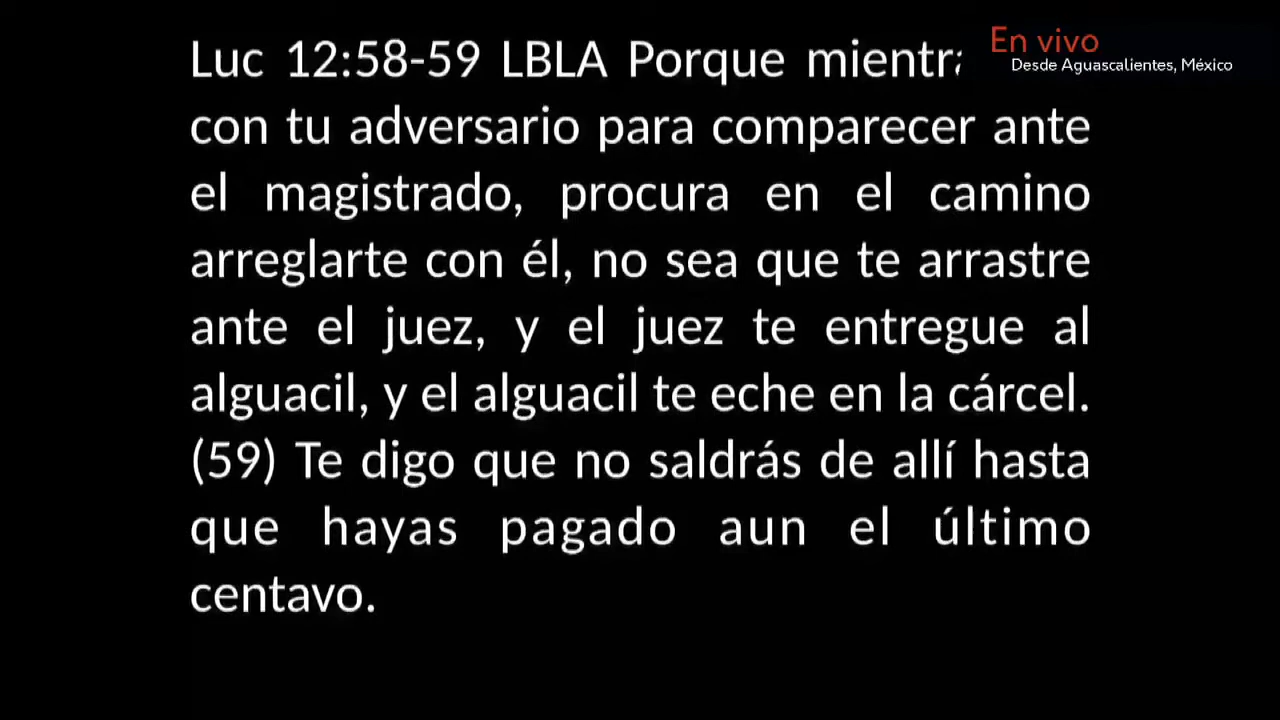 Luc 12:58-59 LBLA Porque
En vivo
Desde Aguascalientes, México
con tu adversario para comparecer ante
el magistrado, procura en el camino
arreglarte con él, no sea que te arrastre
ante el juez, y el juez te entregue al
alguacil, y el alguacil te eche en la cárcel.
(59) Te digo que no saldrás de allí hasta
que hayas pagado aun el último
centavo.